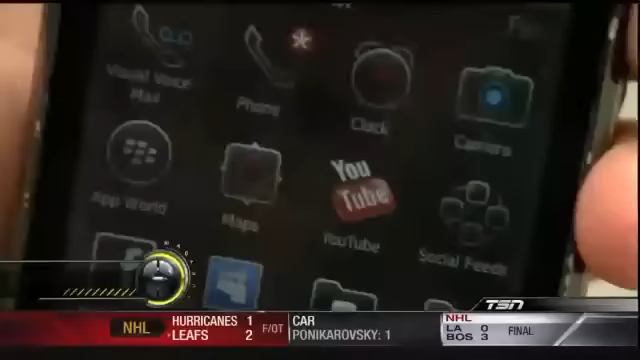 Visual Voice
Mail
Phone
Clock
Camera
App World
Maps
You
Tube
YouTube
Social Feeds
TSN
NHL
HURRICANES 1
LEAFS 2
F/OT
CAR
PONIKAROVSKY: 1
NHL
LA 0
BOS 3
FINAL